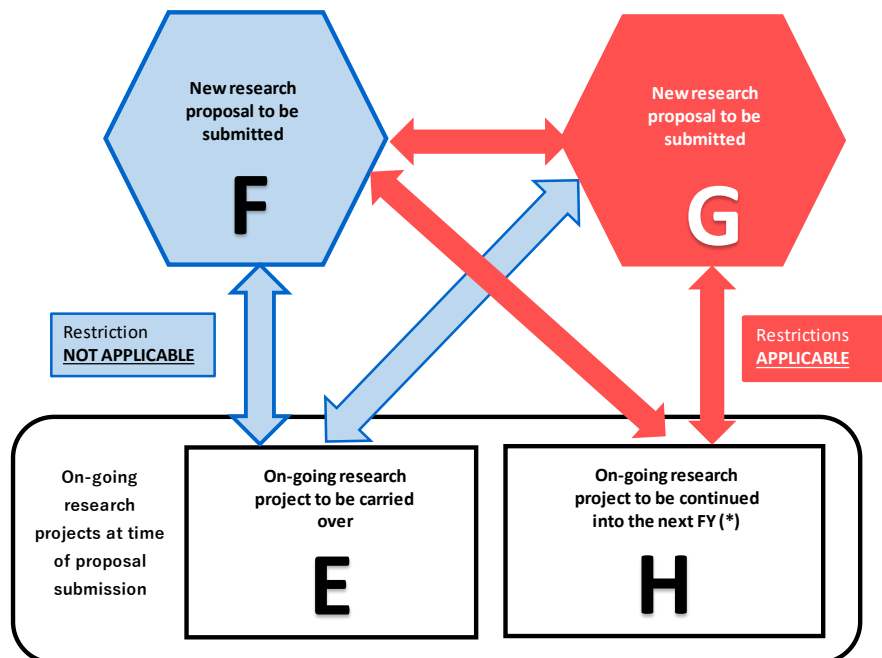 New research
proposal to be
submitted
F
New research
proposal to be
submitted
G
Restriction
NOT APPLICABLE
Restrictions
APPLICABLE
On-going
research
projects at time
of proposal
submission
On-going research
project to be carried
over
E
On-going research
project to be continued
into the next FY (*)
H